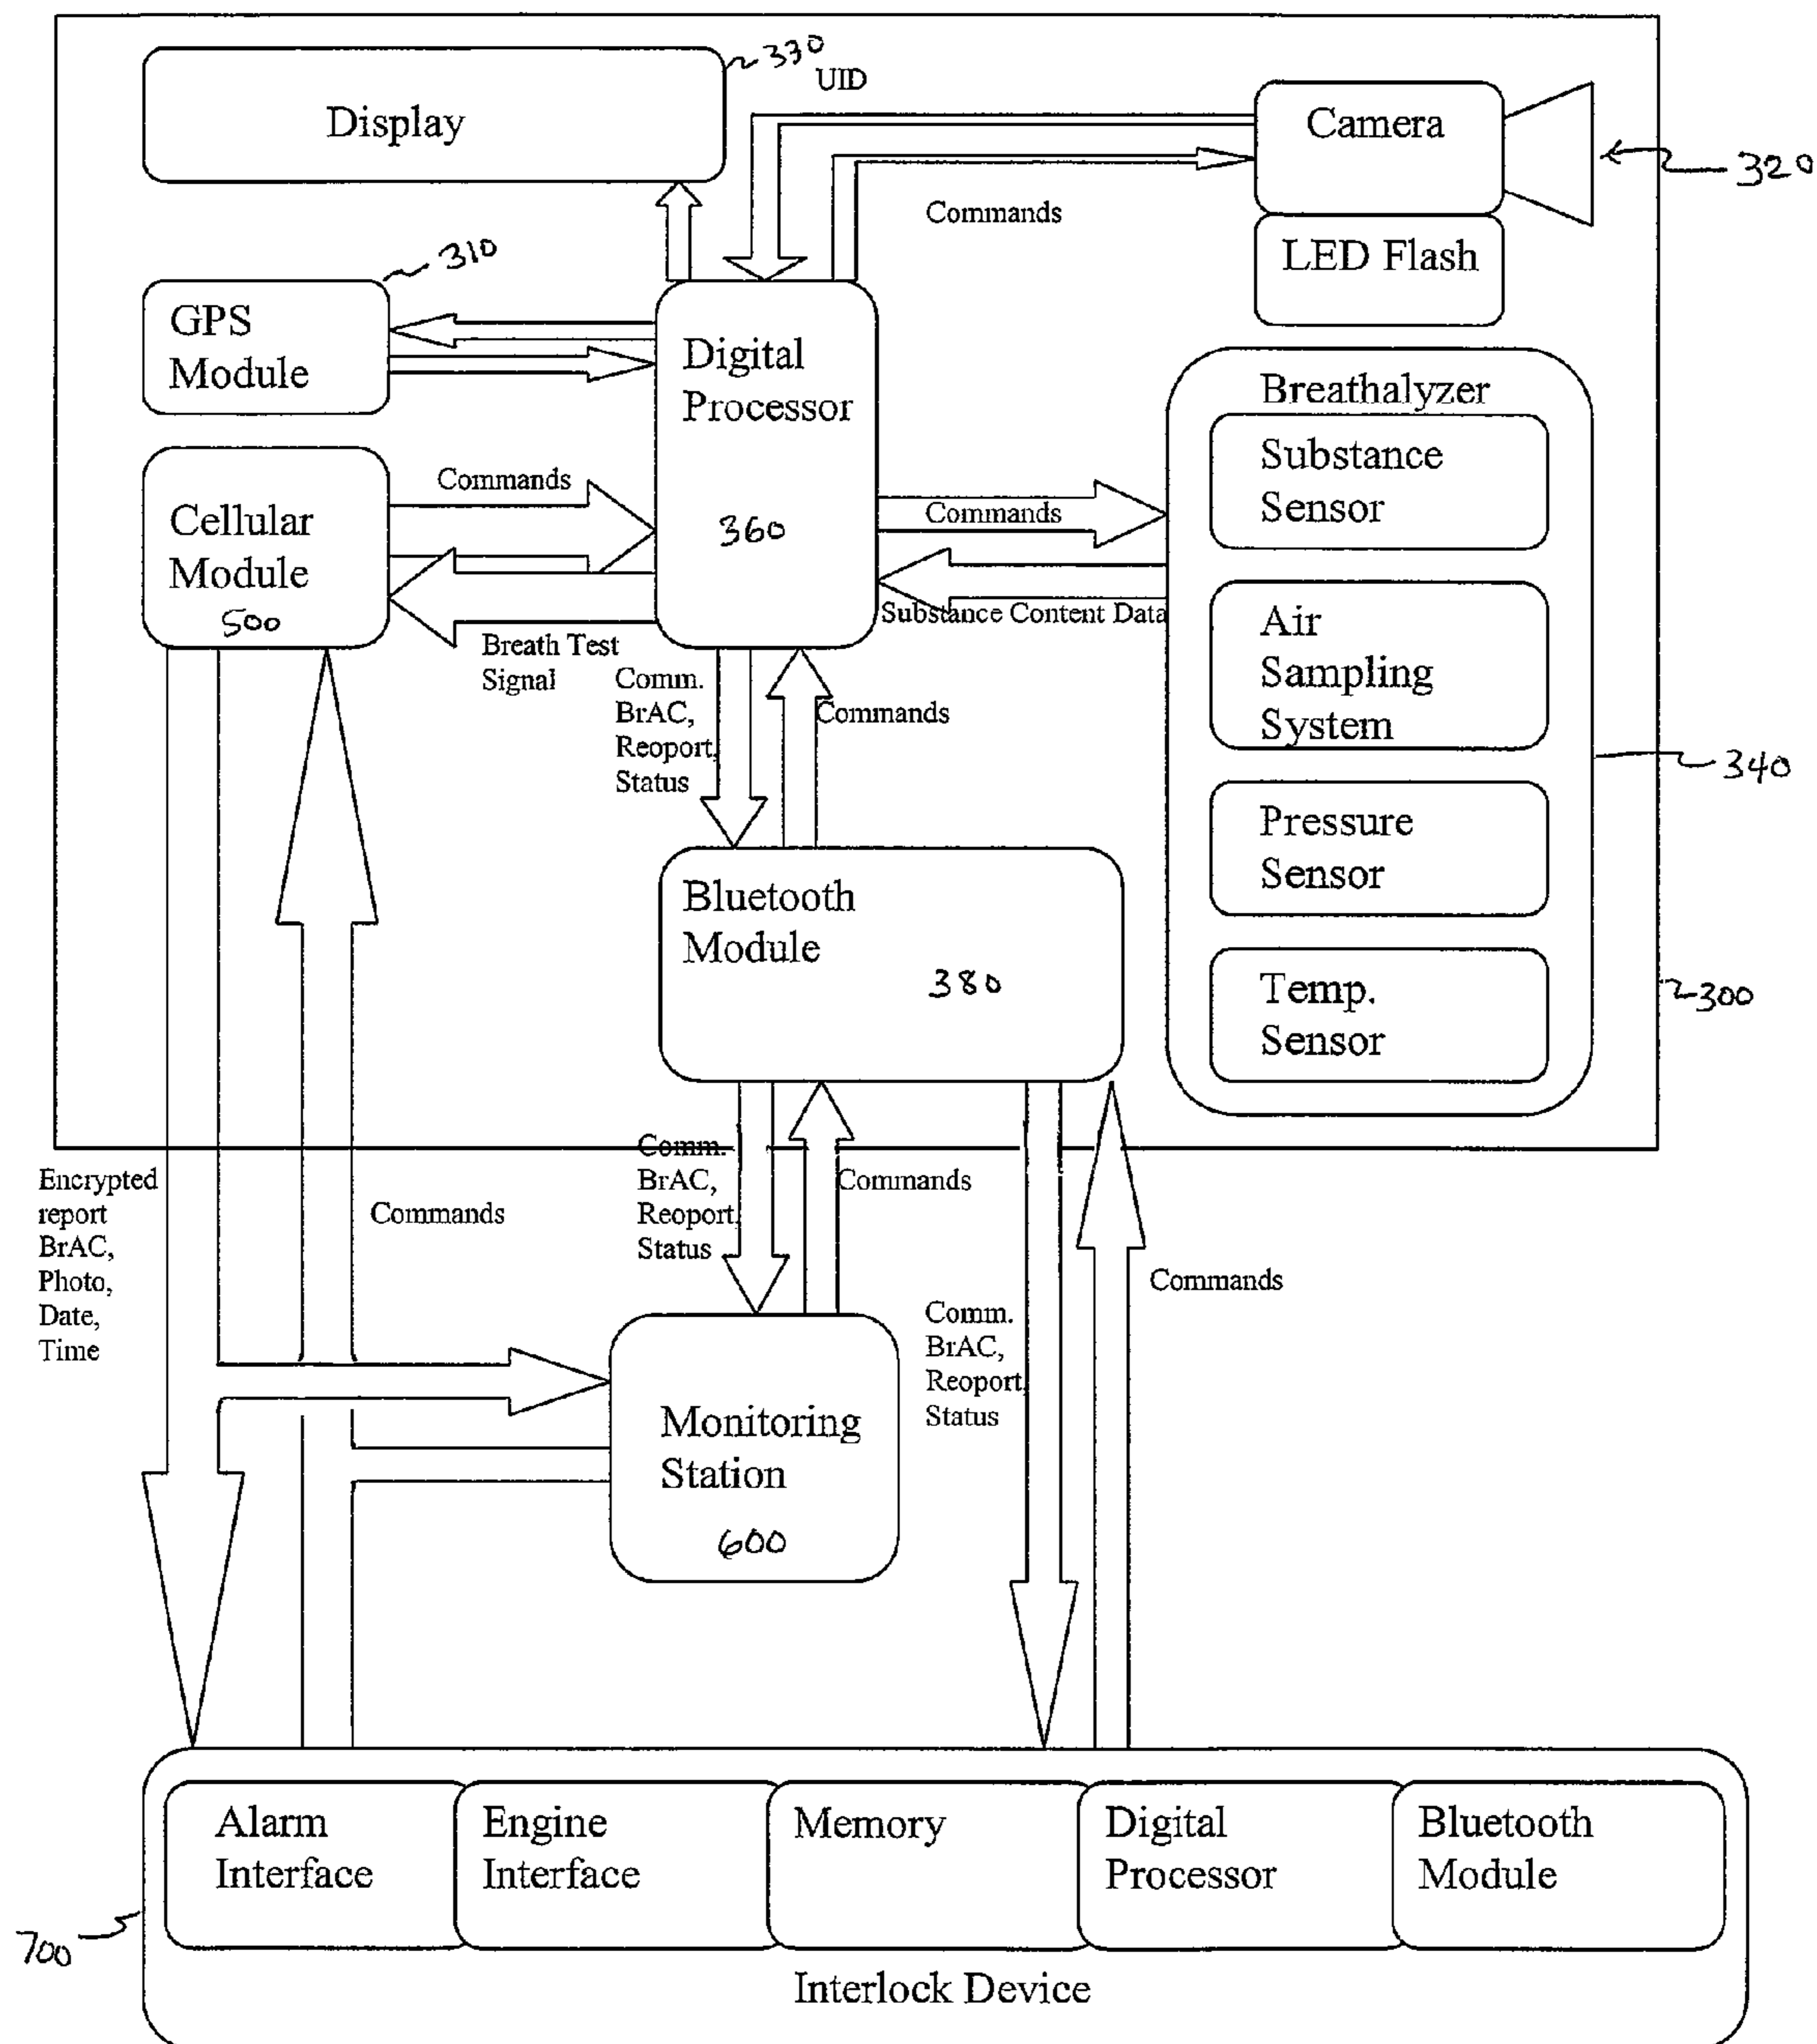 330
UID
Display
Camera
320
Commands
LED Flash
310
GPS
Module
Digital
Processor
360
Breathalyzer
Substance
Sensor
Commands
Cellular
Module
500
Commands
Substance Content Data
Air
Sampling
System
Breath Test
Signal
Comm.
BrAC,
Reoport,
Status
Commands
340
Pressure
Sensor
Bluetooth
Module
380
Temp.
Sensor
300
Encrypted
report
BrAC,
Photo,
Date,
Time
Commands
Comm.
BrAC,
Reoport,
Status
Commands
Comm.
BrAC,
Reoport,
Status
Commands
Monitoring
Station
600
Alarm
Interface
Engine
Interface
Memory
Digital
Processor
Bluetooth
Module
700
Interlock Device